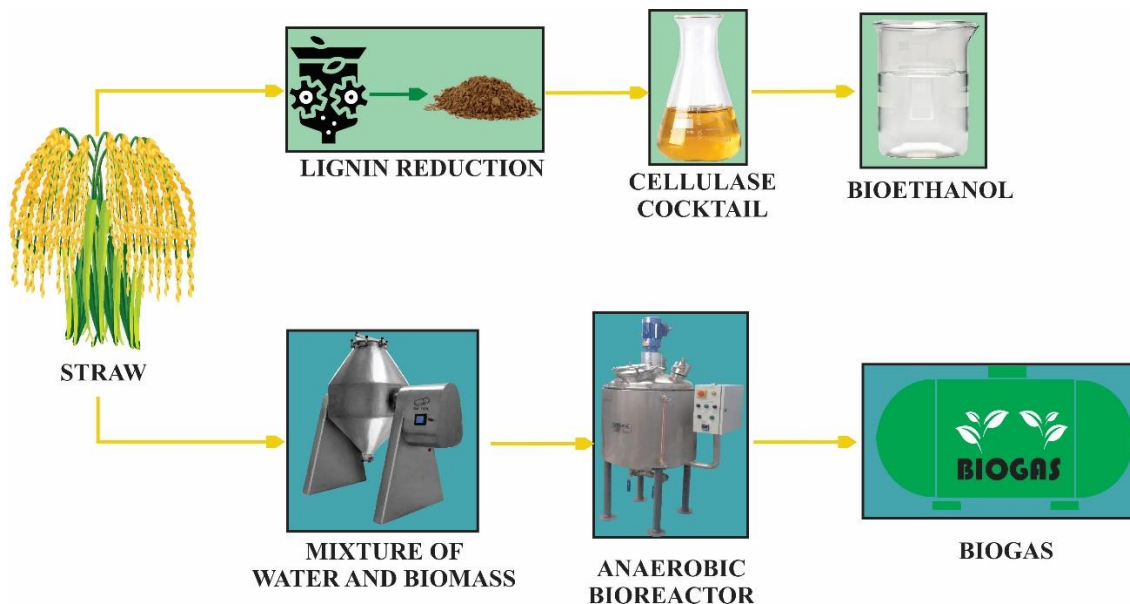 LIGNIN REDUCTION
CELLULASE
COCKTAIL
BIOETHANOL
STRAW
MIXTURE OF
WATER AND BIOMASS
ANAEROBIC
BIOREACTOR
BIOGAS
BIOGAS